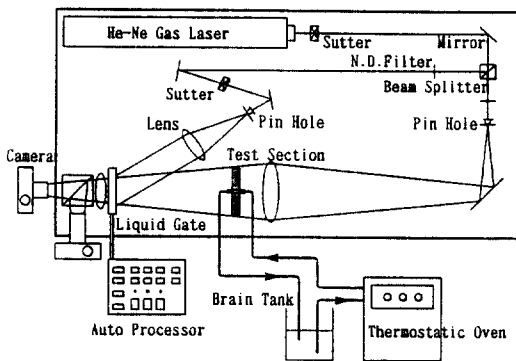 He-Ne Gas Laser
Sutter
Mirror
N.D.Filter
Beam Splitter
Sutter
Pin Hole
Pin Hole
Lens
Test Section
Camera
Liquid Gate
Brain Tank
Auto Processor
Thermostatic Oven